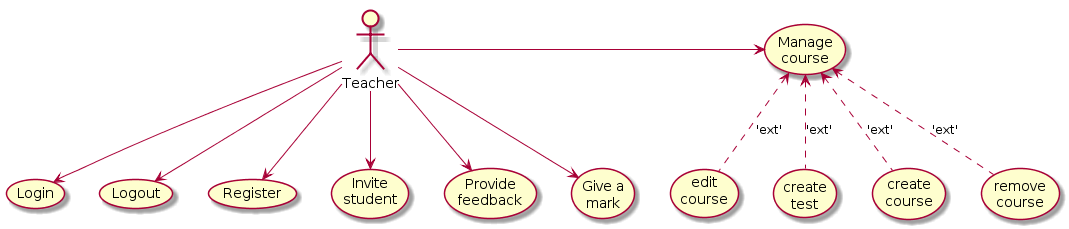 Manage
course
Teacher
'ext'
'ext'
'ext'
'ext'
Login
Logout
Register
Invite
student
Provide
feedback
Give a
mark
edit
course
create
test
create
course
remove
course